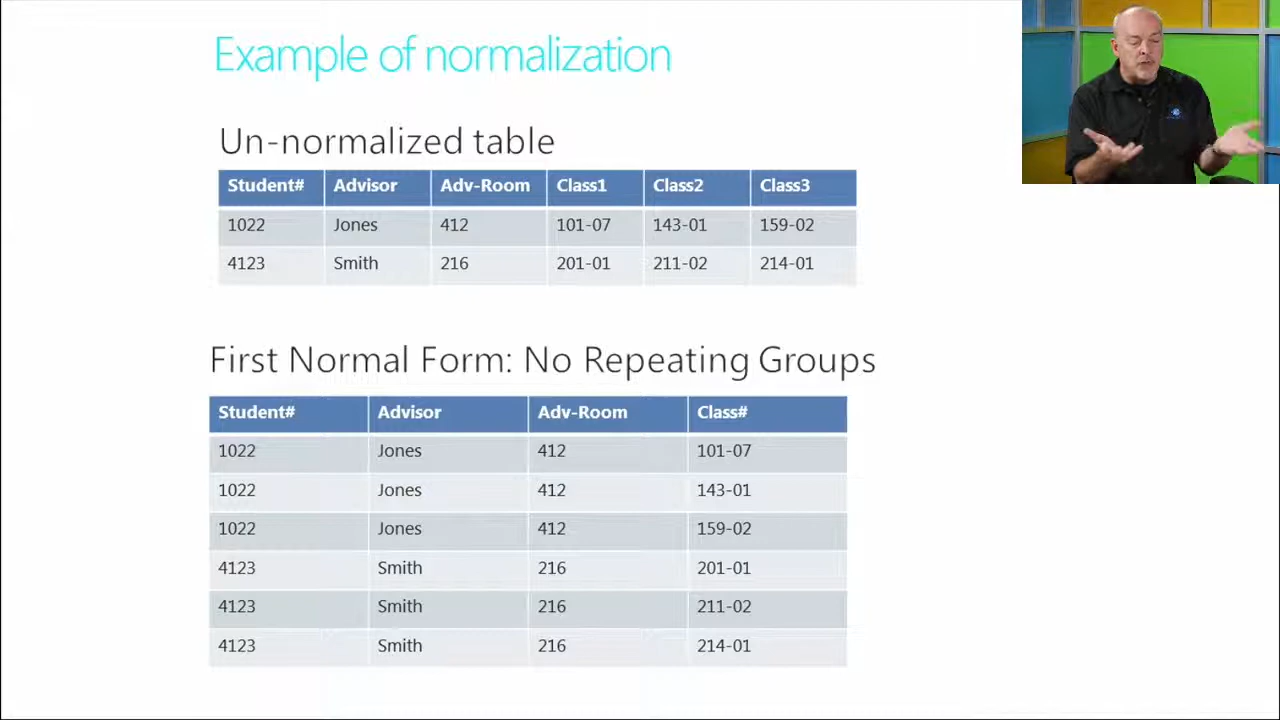 Example of normalization
Un-normalized table
Student# Advisor Adv-Room Class1 Class2 Class3
1022 Jones 412 101-07 143-01 159-02
4123 Smith 216 201-01 211-02 214-01
First Normal Form: No Repeating Groups
Student# Advisor Adv-Room Class#
1022 Jones 412 101-07
1022 Jones 412 143-01
1022 Jones 412 159-02
4123 Smith 216 201-01
4123 Smith 216 211-02
4123 Smith 216 214-01